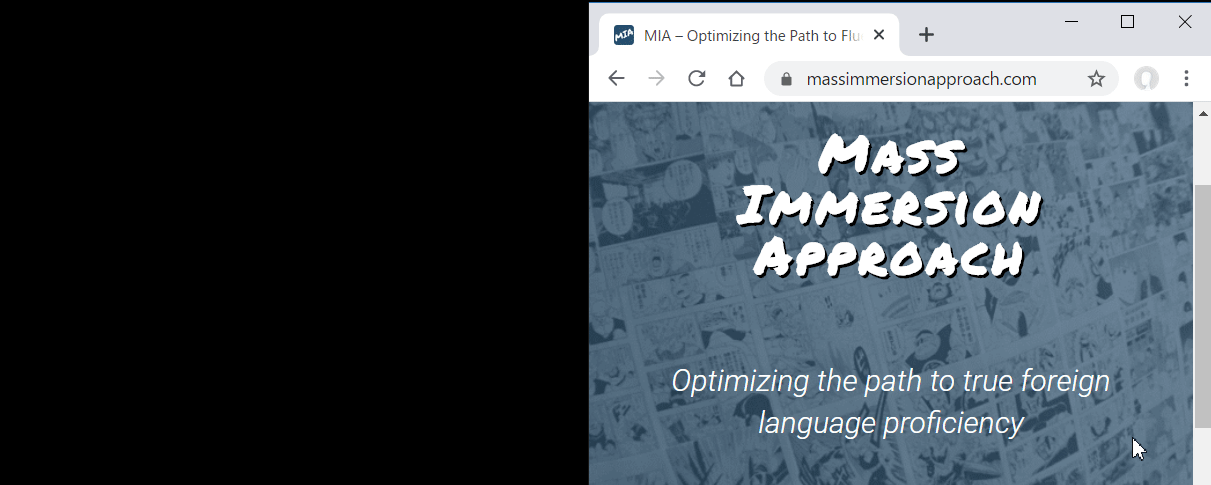 MIA
MIA – Optimizing the Path to Flu
massimmersionapproach.com
Mass
Immersion
Approach
Optimizing the path to true foreign
language proficiency